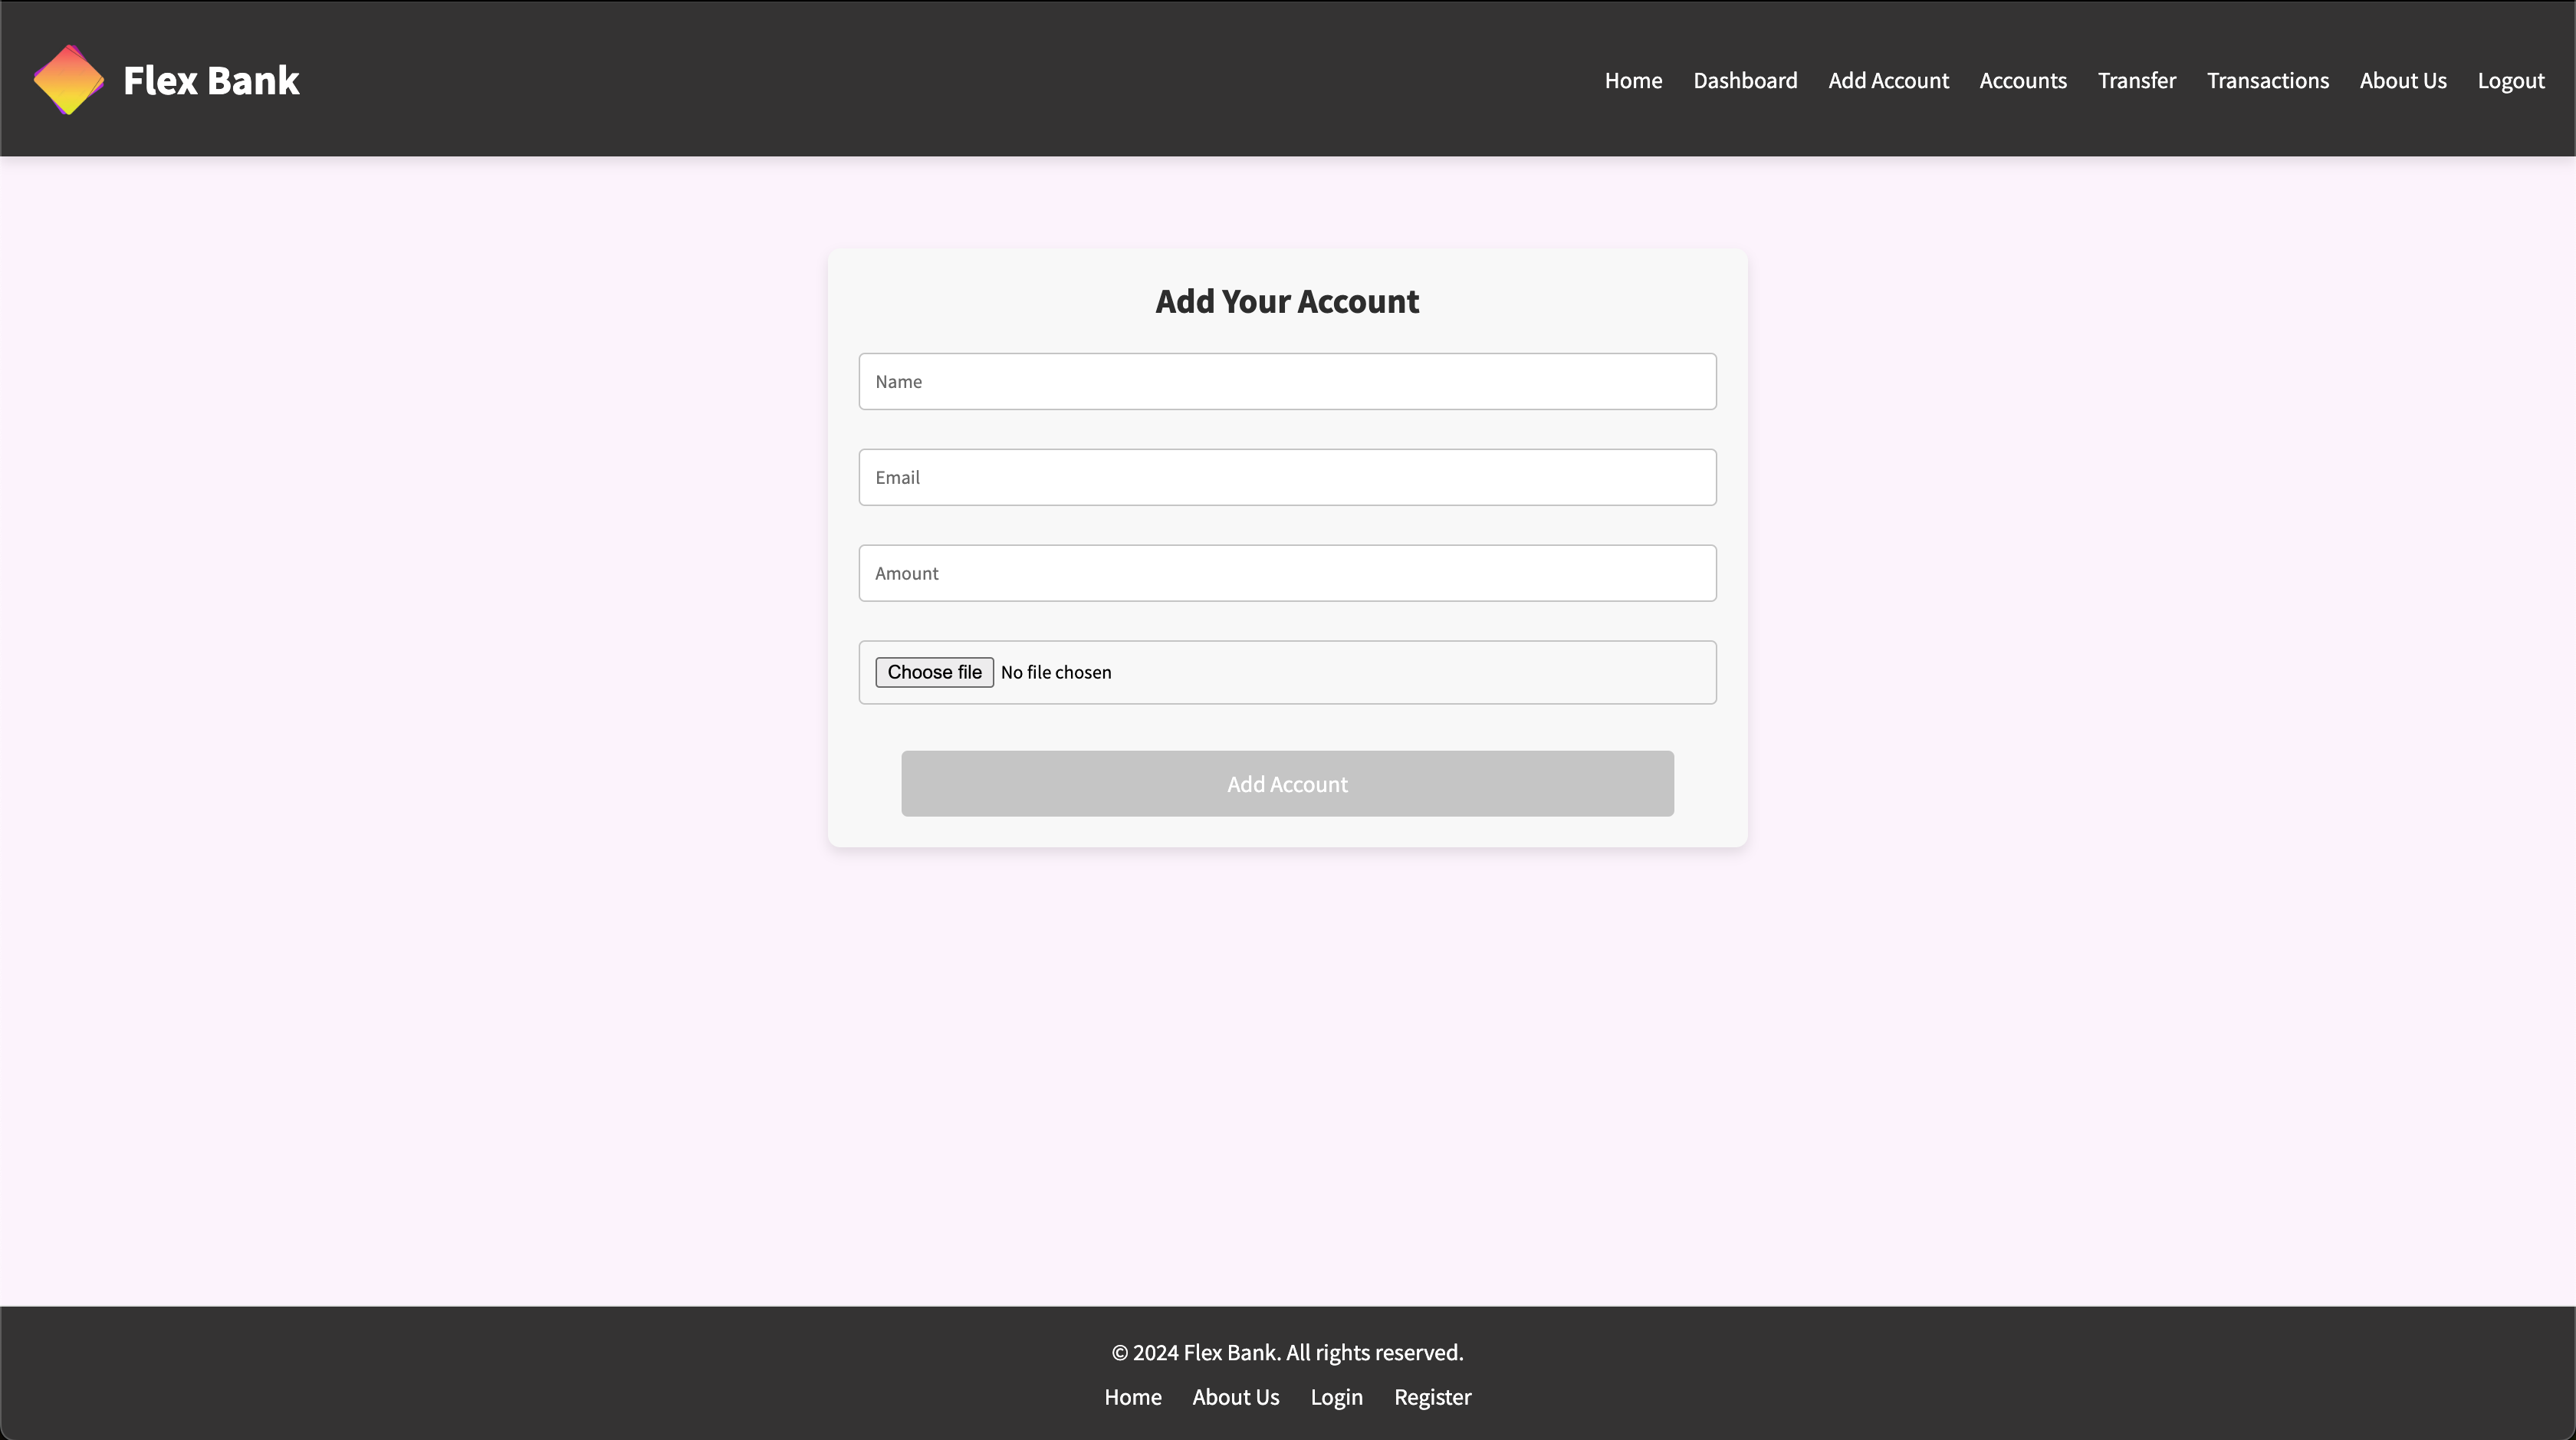 Flex Bank
Home Dashboard Add Account Accounts Transfer Transactions About Us Logout
Add Your Account
Name
Email
Amount
Choose file No file chosen
Add Account
© 2024 Flex Bank. All rights reserved.
Home About Us Login Register